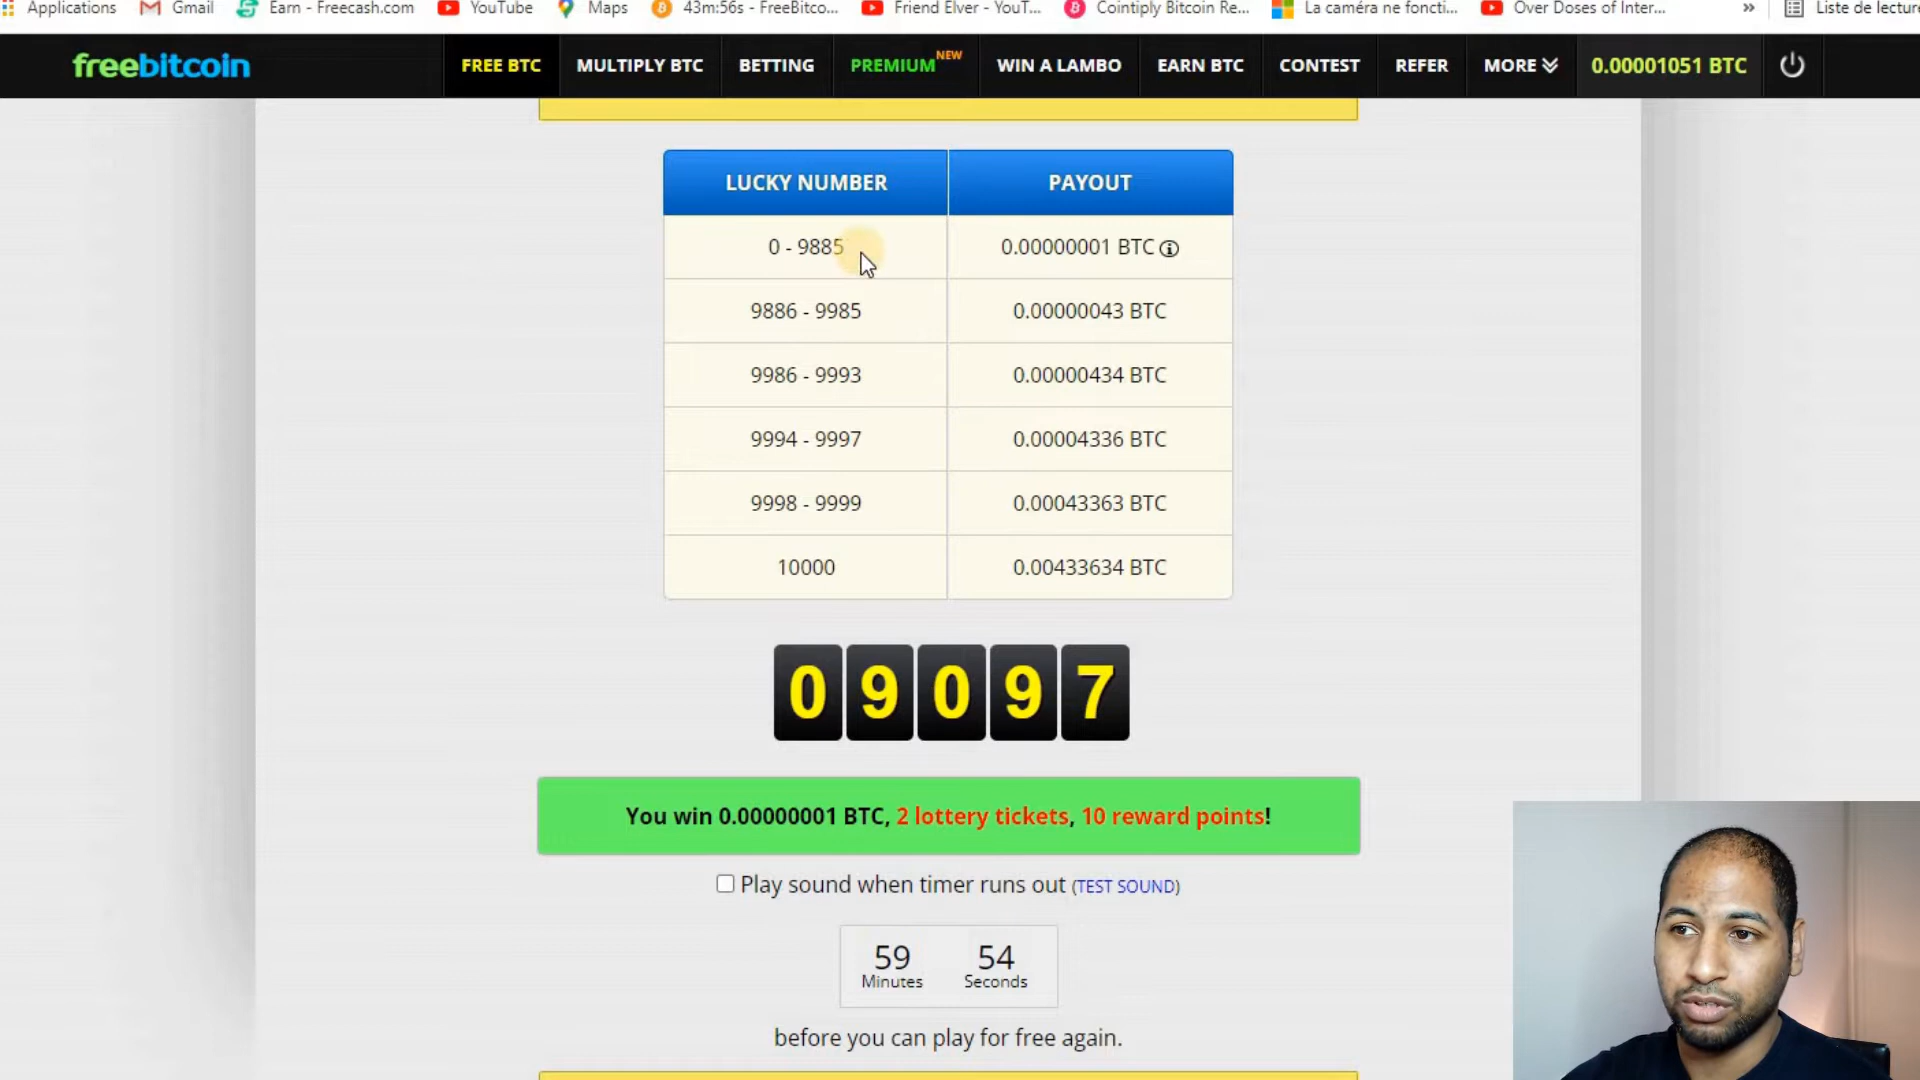 Applications Gmail Earn - Freecash.com YouTube Maps 43m:56s - FreeBitco... Friend Elver - YouT... Cointiply Bitcoin Re... La caméra ne foncti... Over Doses of Inter... » Liste de lecture
freebitcoin FREE BTC MULTIPLY BTC BETTING PREMIUM NEW WIN A LAMBO EARN BTC CONTEST REFER MORE 0.00001051 BTC
LUCKY NUMBER PAYOUT
0 - 9885 0.00000001 BTC
9886 - 9985 0.00000043 BTC
9986 - 9993 0.00000434 BTC
9994 - 9997 0.00004336 BTC
9998 - 9999 0.00043363 BTC
10000 0.00433634 BTC
09097
You win 0.00000001 BTC, 2 lottery tickets, 10 reward points!
Play sound when timer runs out (TEST SOUND)
59 54
Minutes Seconds
before you can play for free again.